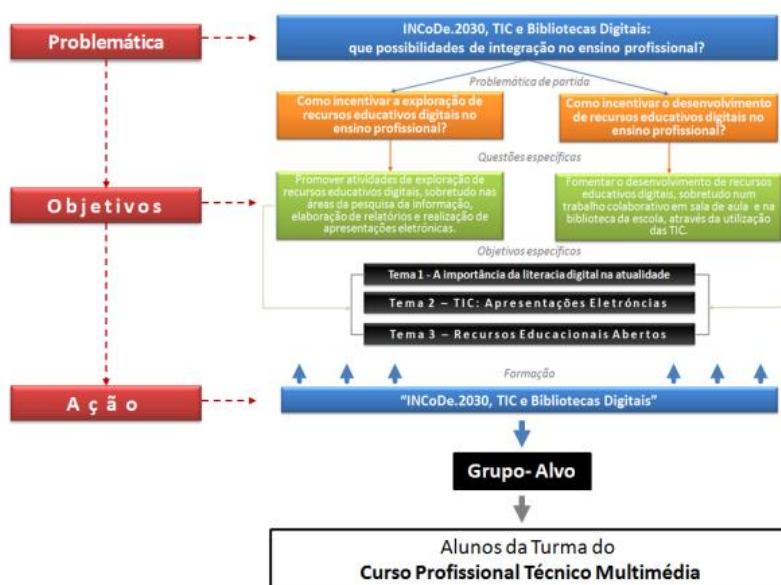 Problemática
INCoDe.2030, TIC e Bibliotecas Digitais:
que possibilidades de integração no ensino profissional?
Problemática de partida
Como incentivar a exploração de
recursos educativos digitais no
ensino profissional?
Como incentivar o desenvolvimento
de recursos educativos digitais no
ensino profissional?
Questões específicas
Objetivos
Promover atividades de exploração de
recursos educativos digitais, sobretudo nas
áreas da pesquisa da informação,
elaboração de relatórios e realização de
apresentações eletrónicas.
Fomentar o desenvolvimento de recursos
educativos digitais, sobretudo num
trabalho colaborativo em sala de aula e na
biblioteca da escola, através da utilização
das TIC.
Objetivos específicos
Tema 1 - A importância da literacia digital na atualidade
Tema 2 – TIC: Apresentações Eletróncias
Tema 3 – Recursos Educacionais Abertos
Formação
Ação
“INCoDe.2030, TIC e Bibliotecas Digitais”
Grupo- Alvo
Alunos da Turma do
Curso Profissional Técnico Multimédia